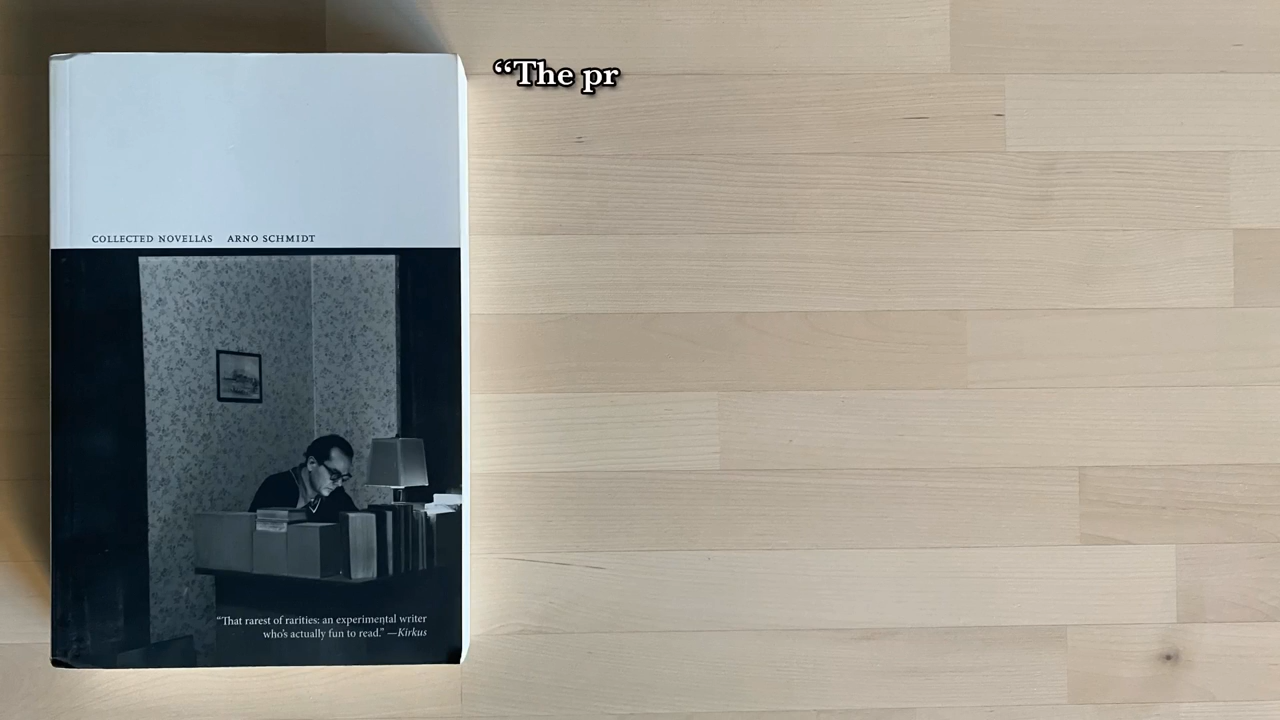 “The pr
COLLECTED NOVELLAS ARNO SCHMIDT
“That rarest of rarities: an experimental writer
who’s actually fun to read.” —Kirkus